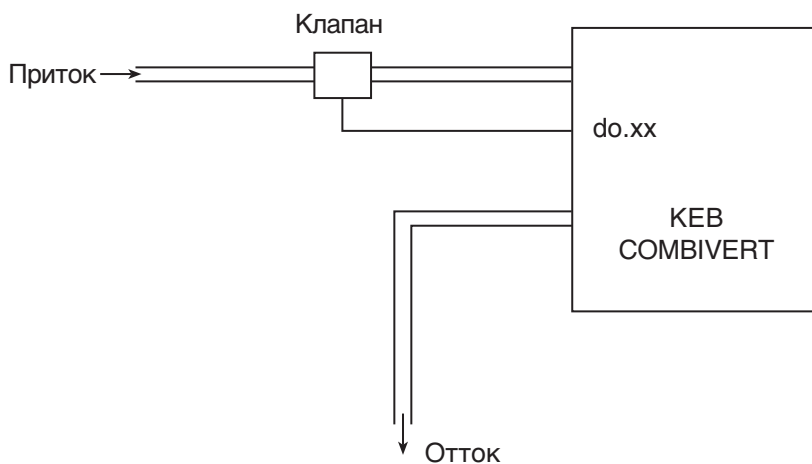 Клапан
Приток
do.xx
KEB
COMBIVERT
Отток